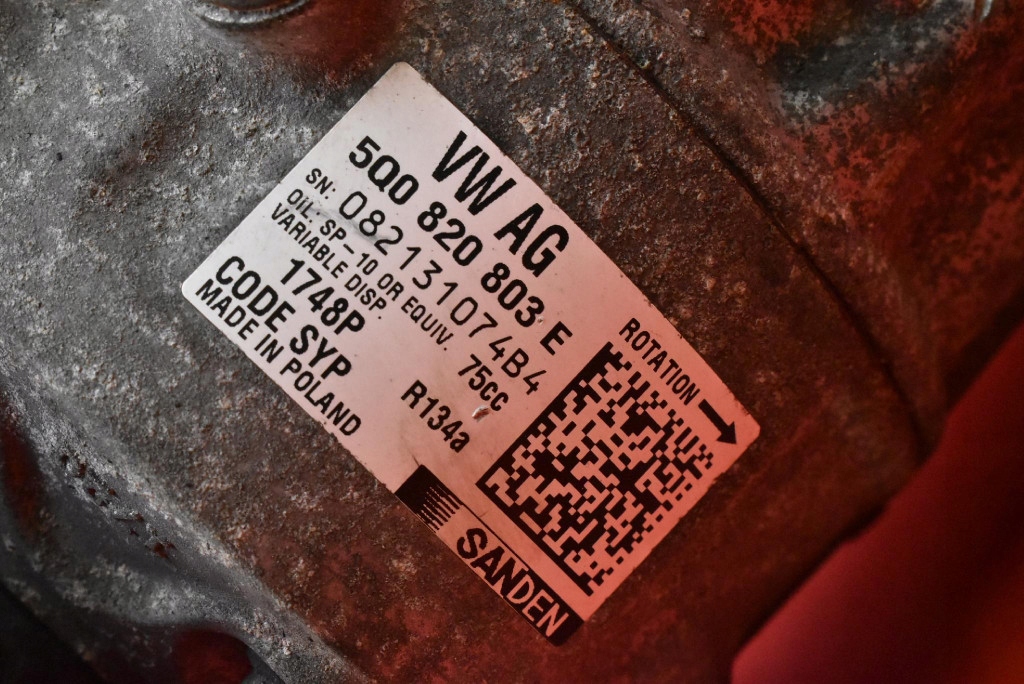 VW AG
5Q0 820 803 E
SN: 082131074B4
OIL: SP-10 OR EQUIV. 75cc
VARIABLE DISP.
1748P R134a
CODE SYP
MADE IN POLAND
ROTATION
SANDEN